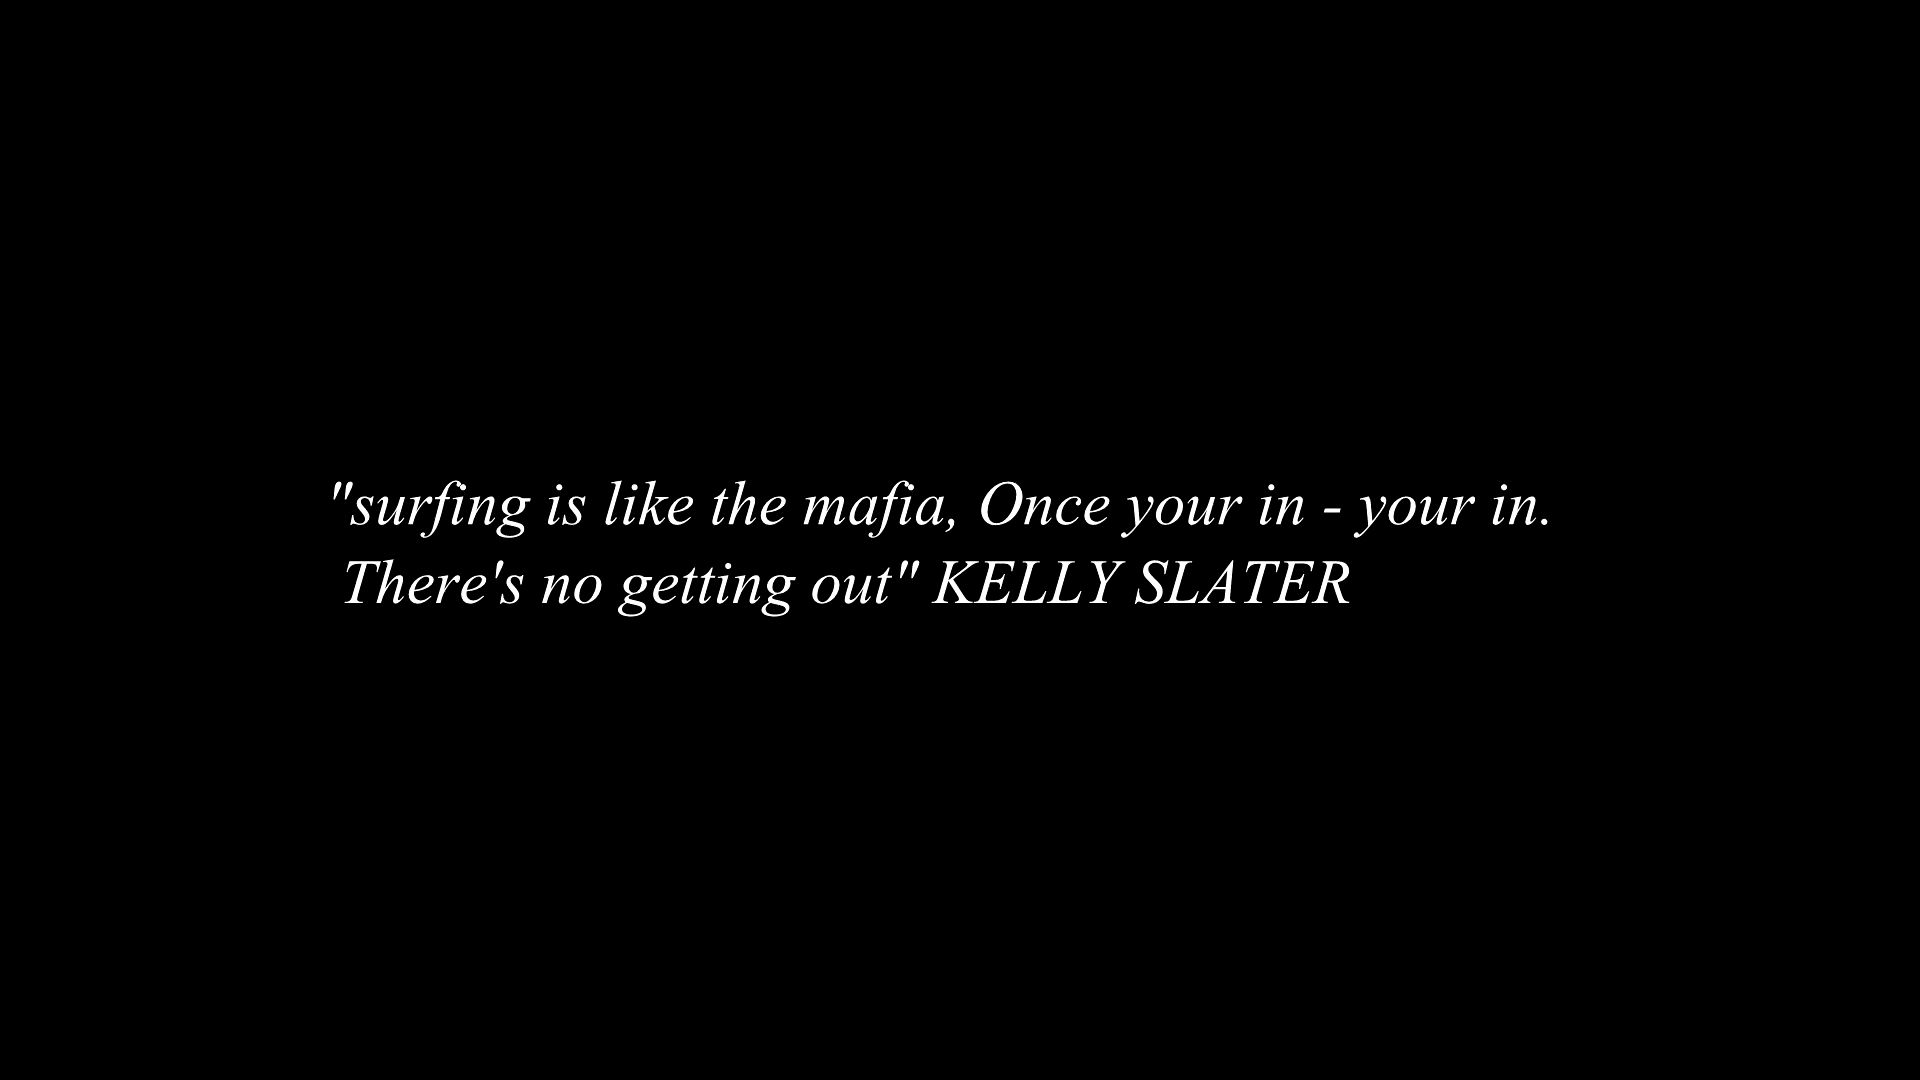 "surfing is like the mafia, Once your in - your in.
There's no getting out" KELLY SLATER